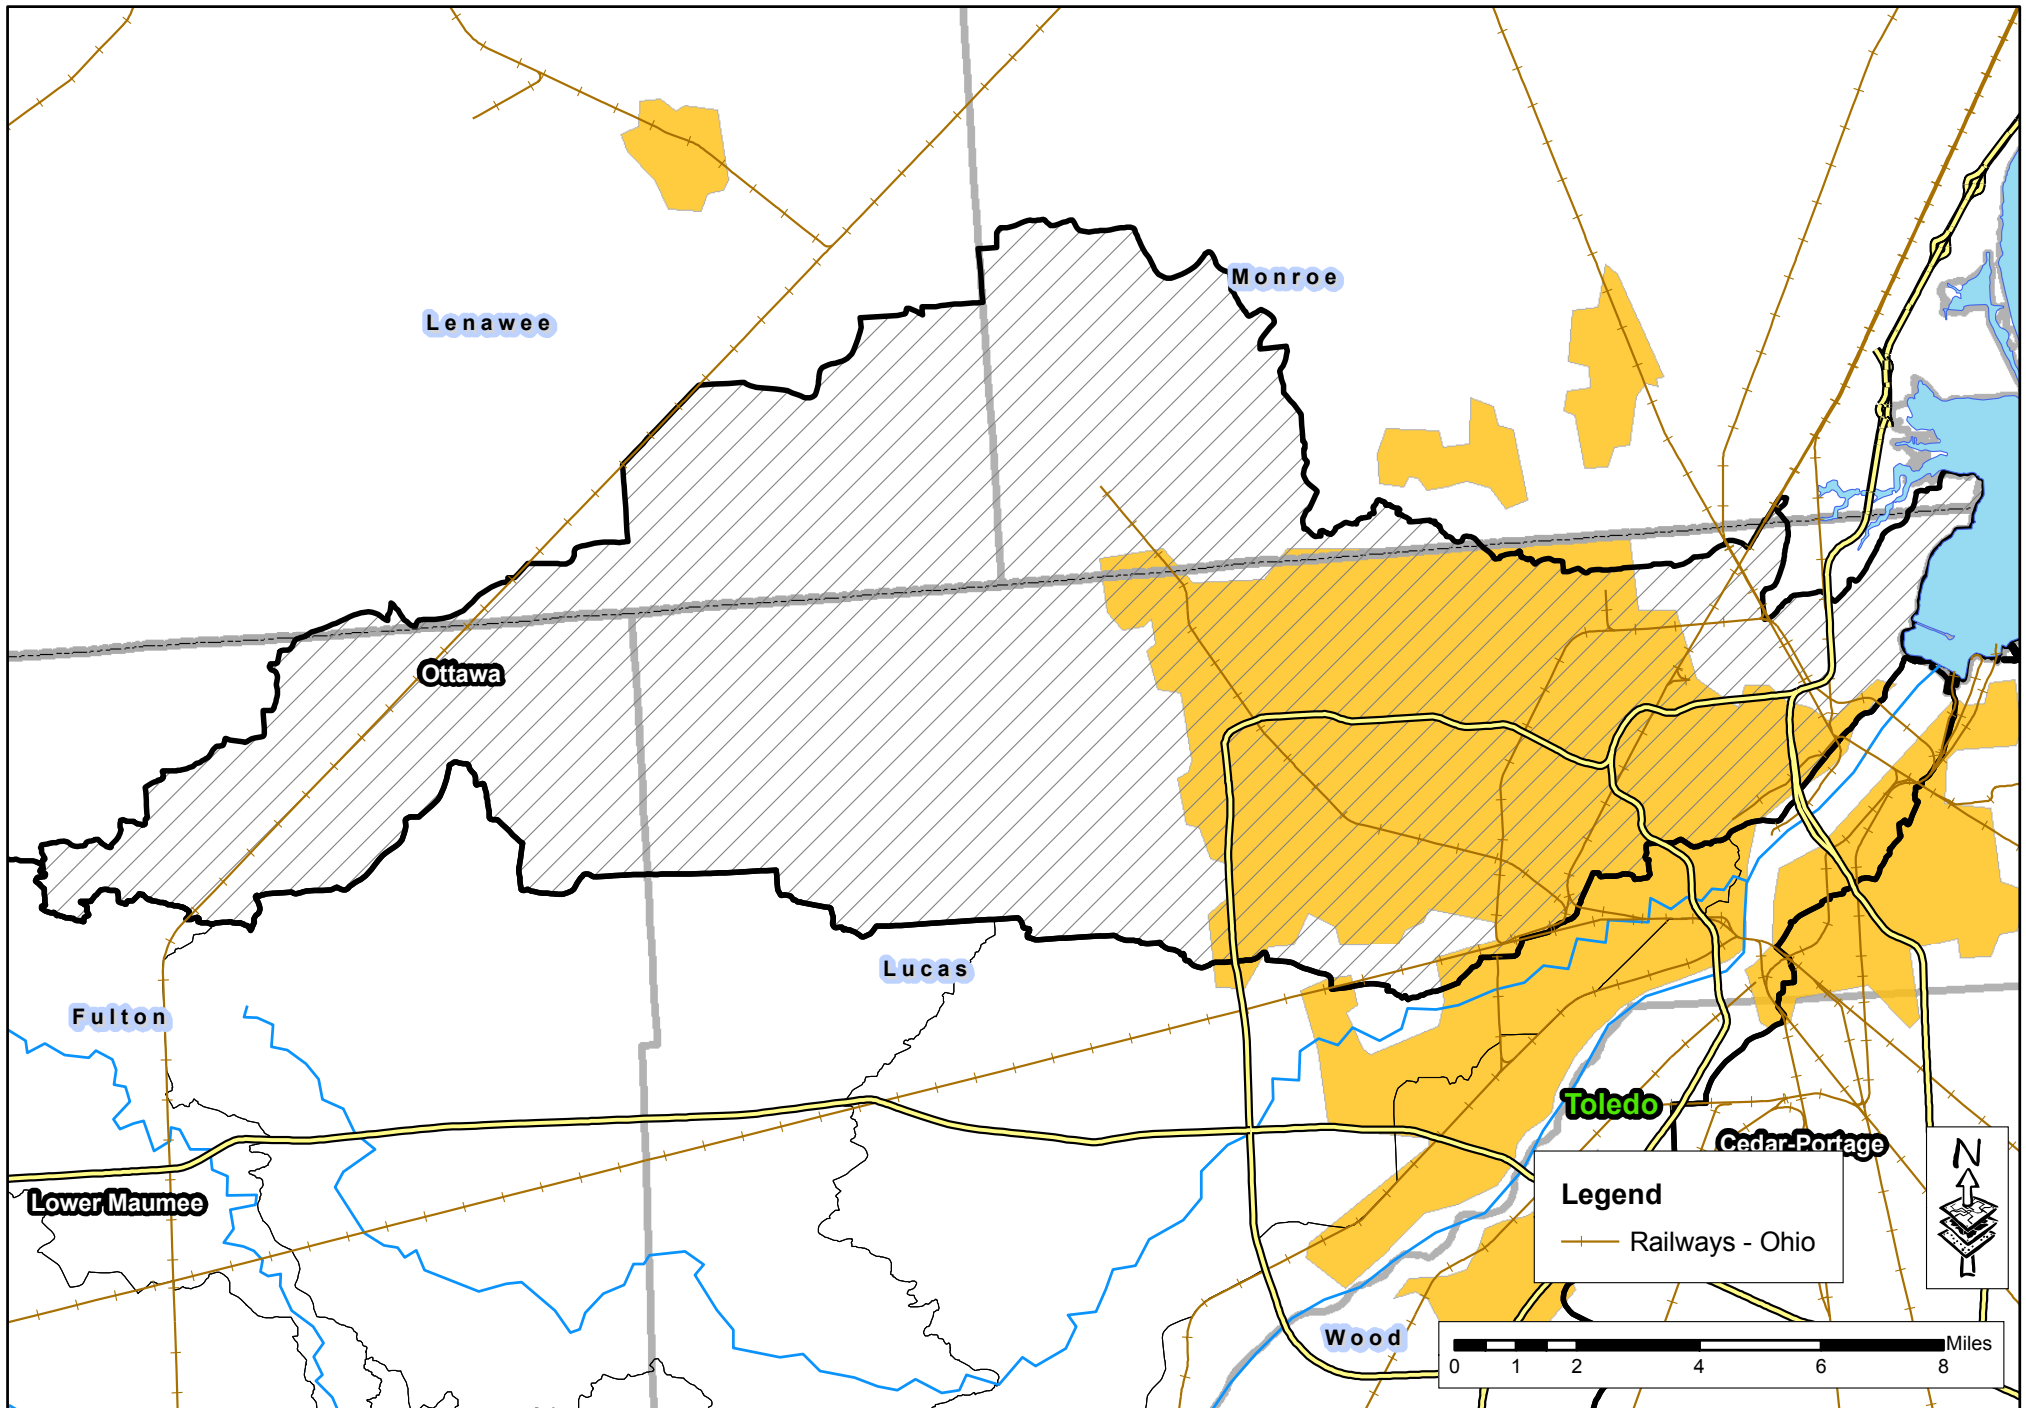 Monroe
Lenawee
Ottawa
Lucas
Fulton
Toledo
Cedar-Portage
N
Lower Maumee
Legend
Railways - Ohio
Wood
Miles
0 1 2 4 6 8